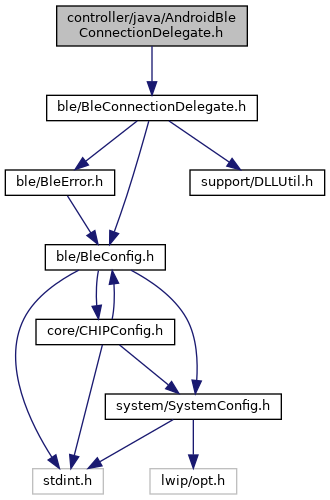 controller/java/AndroidBle
ConnectionDelegate.h
ble/BleConnectionDelegate.h
ble/BleError.h
support/DLLUtil.h
ble/BleConfig.h
core/CHIPConfig.h
system/SystemConfig.h
stdint.h
lwip/opt.h